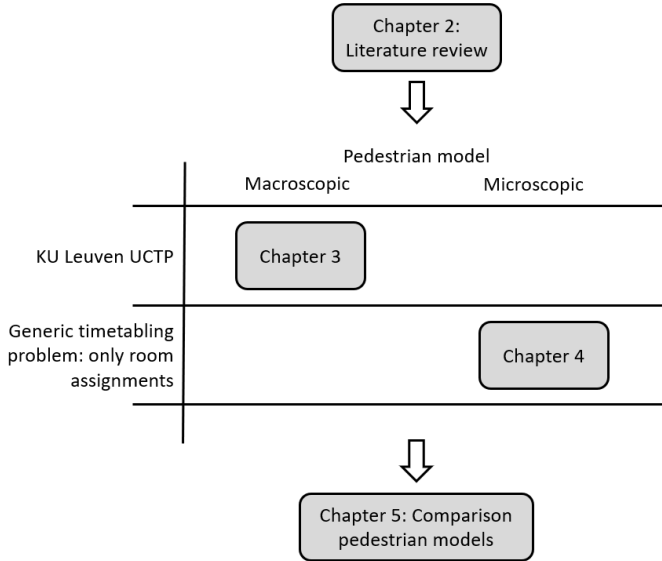 Chapter 2:
Literature review
Pedestrian model
Macroscopic
Microscopic
KU Leuven UCTP
Chapter 3
Generic timetabling
problem: only room
assignments
Chapter 4
Chapter 5: Comparison
pedestrian models